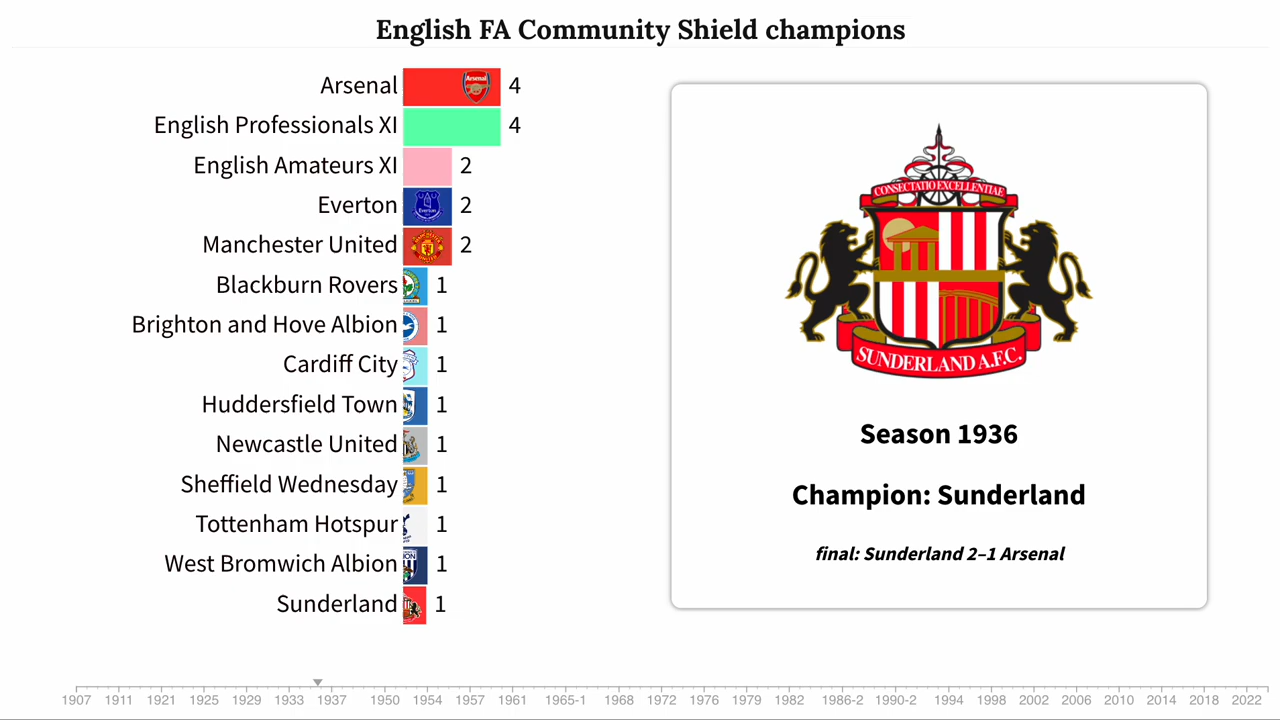 English FA Community Shield champions
Arsenal 4
English Professionals XI 4
English Amateurs XI 2
Everton 2
Manchester United 2
Blackburn Rovers 1
Brighton and Hove Albion 1
Cardiff City 1
Huddersfield Town 1
Newcastle United 1
Sheffield Wednesday 1
Tottenham Hotspur 1
West Bromwich Albion 1
Sunderland 1
CONSECTATIO EXCELLENTIAE
SUNDERLAND A.F.C.
Season 1936
Champion: Sunderland
final: Sunderland 2–1 Arsenal
1907 1911 1921 1925 1929 1933 1937 1950 1954 1957 1961 1965-1 1968 1972 1976 1979 1982 1986-2 1990-2 1994 1998 2002 2006 2010 2014 2018 2022